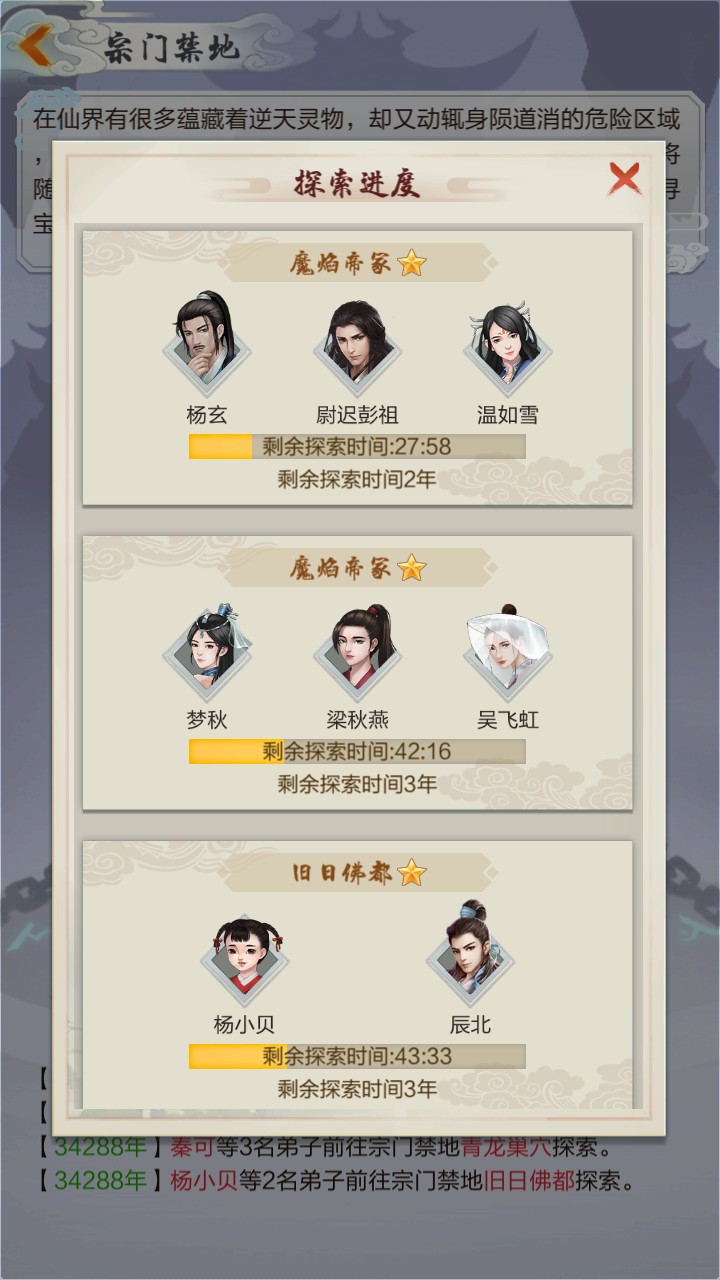 宗门禁地
在仙界有很多蕴藏着逆天灵物，却又动辄身陨道消的危险区域
，
随
宝
探索进度
魔焰帝冢
杨玄 尉迟彭祖 温如雪
剩余探索时间:27:58
剩余探索时间2年
魔焰帝冢
梦秋 梁秋燕 吴飞虹
剩余探索时间:42:16
剩余探索时间3年
旧日佛都
杨小贝 辰北
剩余探索时间:43:33
剩余探索时间3年
【
【
【34288年】秦可等3名弟子前往宗门禁地青龙巢穴探索。
【34288年】杨小贝等2名弟子前往宗门禁地旧日佛都探索。